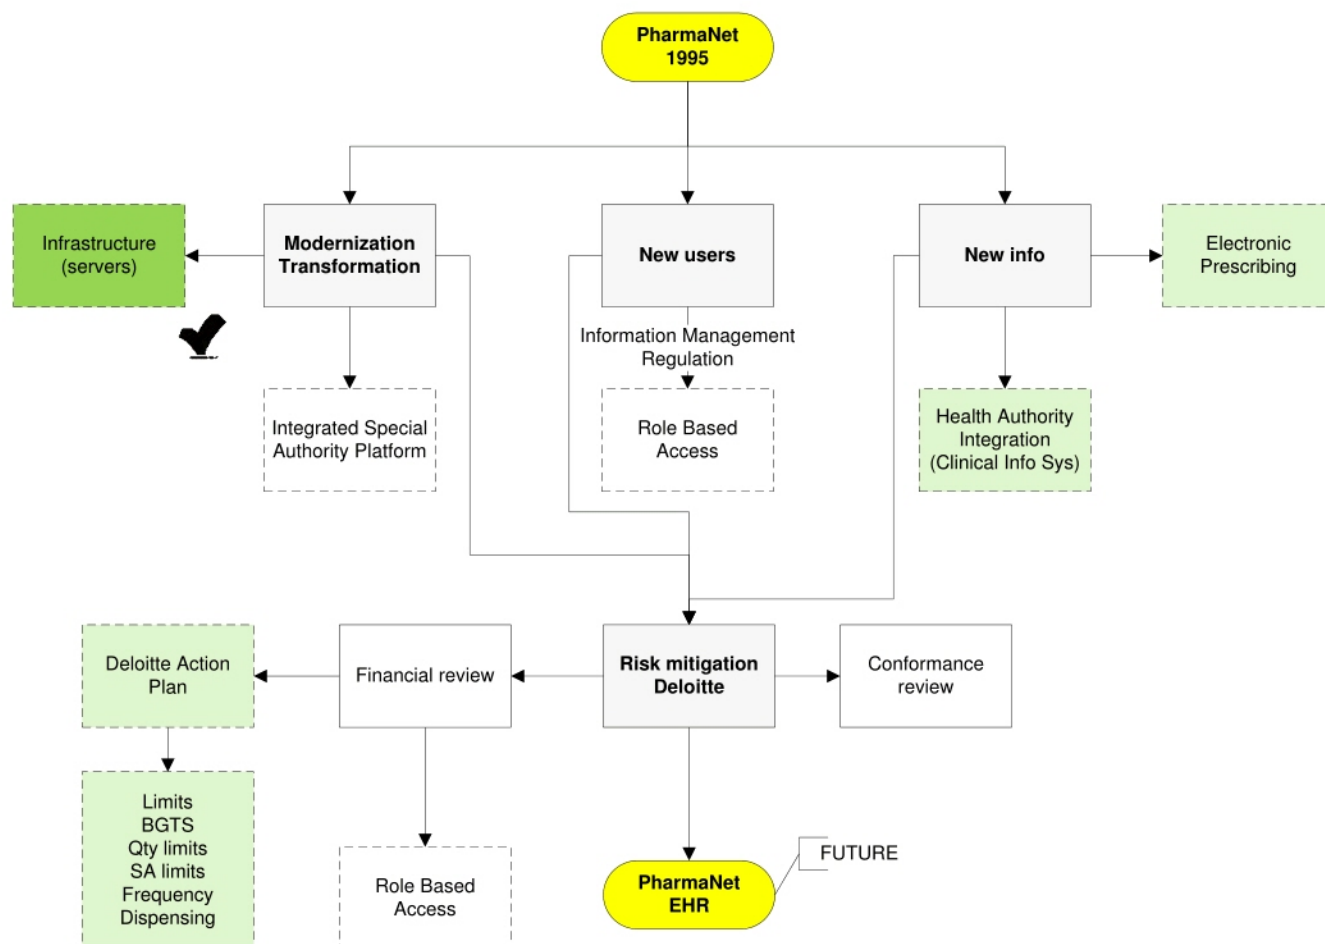 PharmaNet
1995
Infrastructure
(servers)
Modernization
Transformation
New users
New info
Electronic
Prescribing
Information Management
Regulation
Integrated Special
Authority Platform
Role Based
Access
Health Authority
Integration
(Clinical Info Sys)
Deloitte Action
Plan
Financial review
Risk mitigation
Deloitte
Conformance
review
Limits
BGTS
Qty limits
SA limits
Frequency
Dispensing
Role Based
Access
PharmaNet
EHR
FUTURE